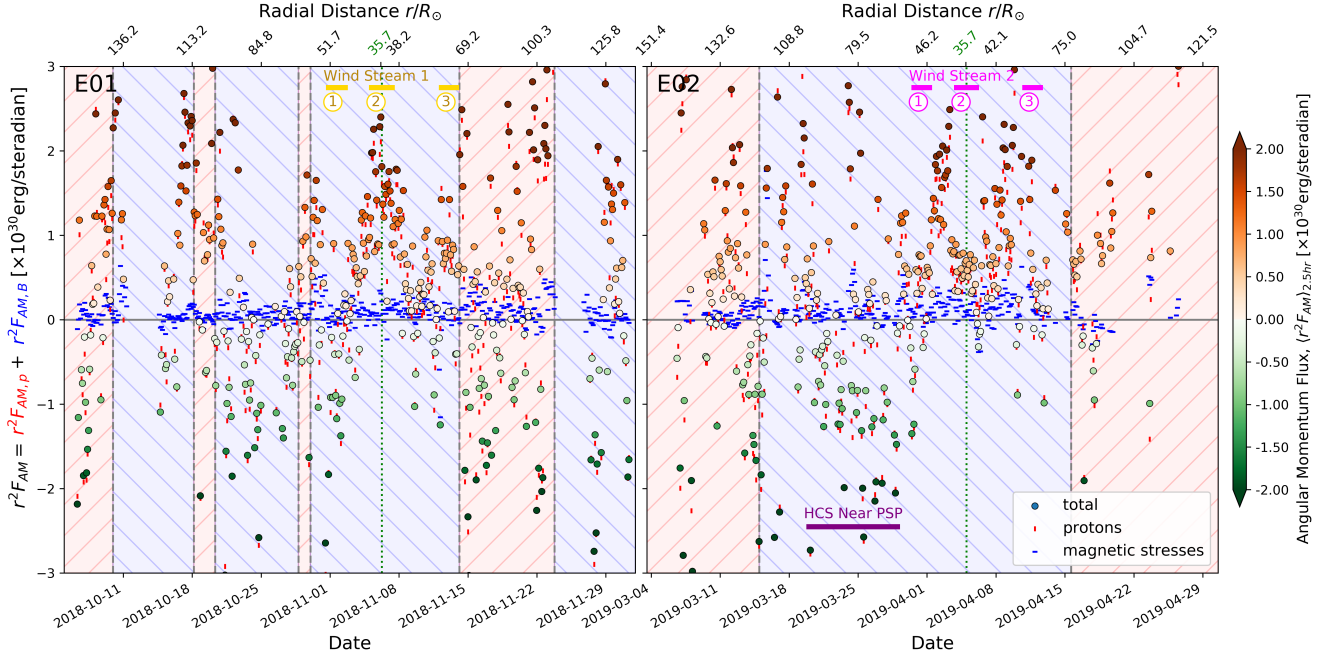 Radial Distance r/R⊙
136.2 113.2 84.8 51.7 35.7 38.2 69.2 100.3 125.8
E01
Wind Stream 1
1 2 3
r²F_AM = r²F_AM,p + r²F_AM,B [×10³⁰erg/steradian]
3
2
1
0
−1
−2
−3
2018-10-11 2018-10-18 2018-10-25 2018-11-01 2018-11-08 2018-11-15 2018-11-22 2018-11-29
Date
Radial Distance r/R⊙
151.4 132.6 108.8 79.5 46.2 35.7 42.1 75.0 104.7 121.5
E02
Wind Stream 2
1 2 3
HCS Near PSP
total
protons
magnetic stresses
2019-03-04 2019-03-11 2019-03-18 2019-03-25 2019-04-01 2019-04-08 2019-04-15 2019-04-22 2019-04-29
Date
2.00
1.50
1.00
0.50
0.00
-0.50
-1.00
-1.50
-2.00
Angular Momentum Flux, ⟨r²F_AM⟩_2.5hr [×10³⁰erg/steradian]